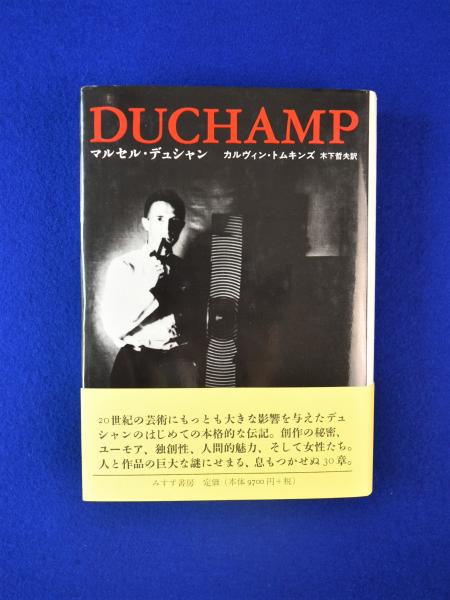 DUCHAMP
マルセル・デュシャン カルヴィン・トムキンズ 木下哲夫訳
20世紀の芸術にもっとも大きな影響を与えたデュ
シャンのはじめての本格的な伝記。創作の秘密、
ユーモア、独創性、人間的魅力、そして女性たち。
人と作品の巨大な謎にせまる、息もつかせぬ30章。
みすず書房 定価(本体9700円+税)